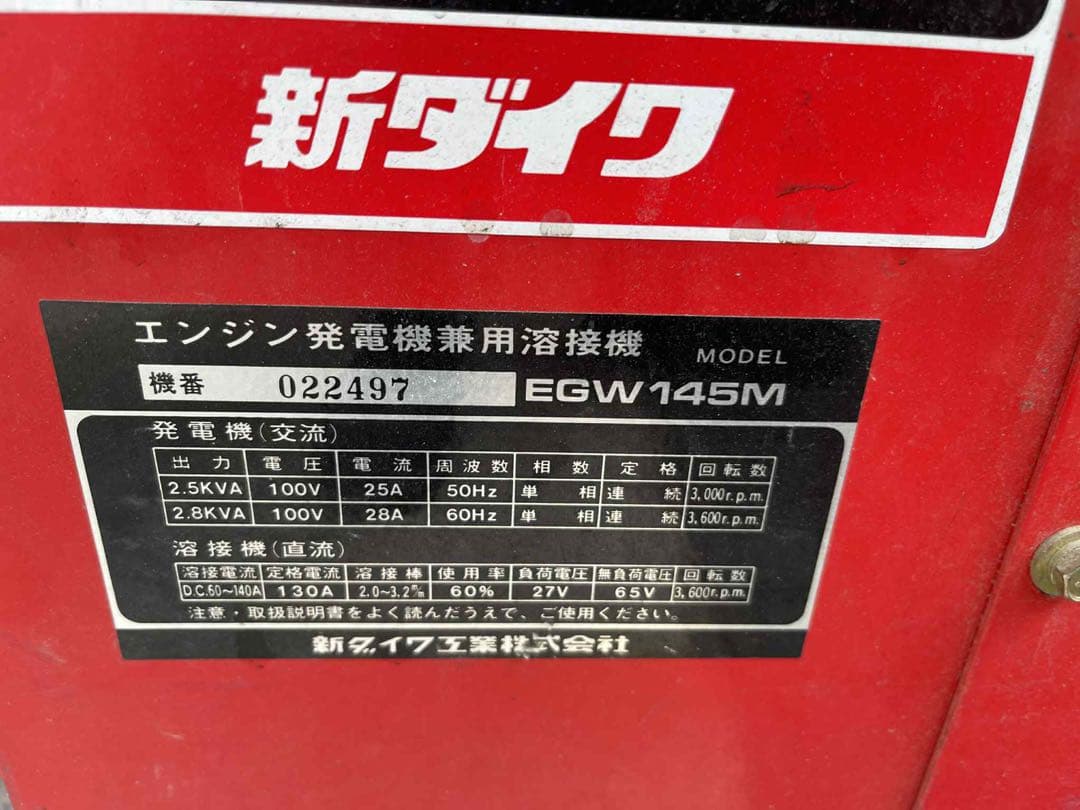 新ダイワ
エンジン発電機兼用溶接機 MODEL
機番 022497 EGW145M
発電機(交流)
出力 電圧 電流 周波数 相数 定格 回転数
2.5KVA 100V 25A 50Hz 単相 連続 3,000r.p.m.
2.8KVA 100V 28A 60Hz 単相 連続 3,600r.p.m.
溶接機(直流)
溶接電流 定格電流 溶接棒 使用率 負荷電圧 無負荷電圧 回転数
D.C.60~140A 130A 2.0~3.2m/m 60% 27V 65V 3,600r.p.m.
注意・取扱説明書をよく読んだうえで、ご使用ください。
新ダイワ工業株式会社